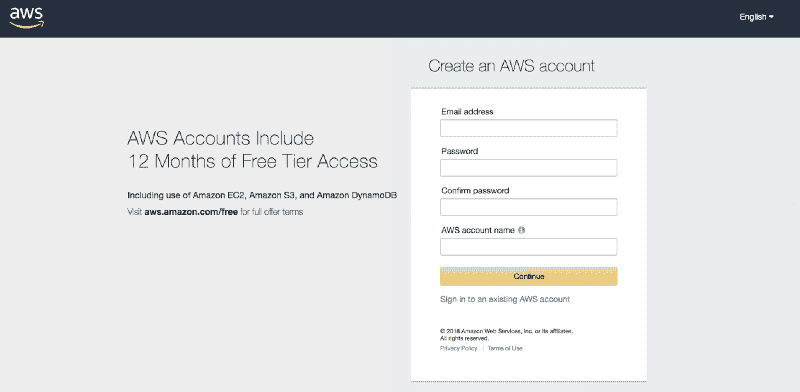 aws
English
Create an AWS account
AWS Accounts Include
12 Months of Free Tier Access
Including use of Amazon EC2, Amazon S3, and Amazon DynamoDB
Visit aws.amazon.com/free for full offer terms
Email address
Password
Confirm password
AWS account name
Continue
Sign in to an existing AWS account
© 2018 Amazon Web Services, Inc. or its affiliates.
All rights reserved.
Privacy Policy | Terms of Use